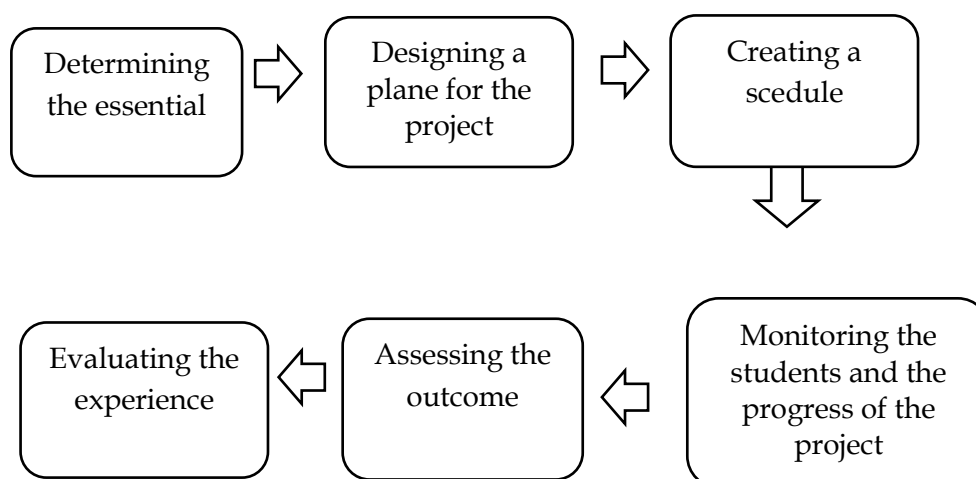 Determining
the essential
Designing a
plane for the
project
Creating a
scedule
Monitoring the
students and the
progress of the
project
Assessing the
outcome
Evaluating the
experience